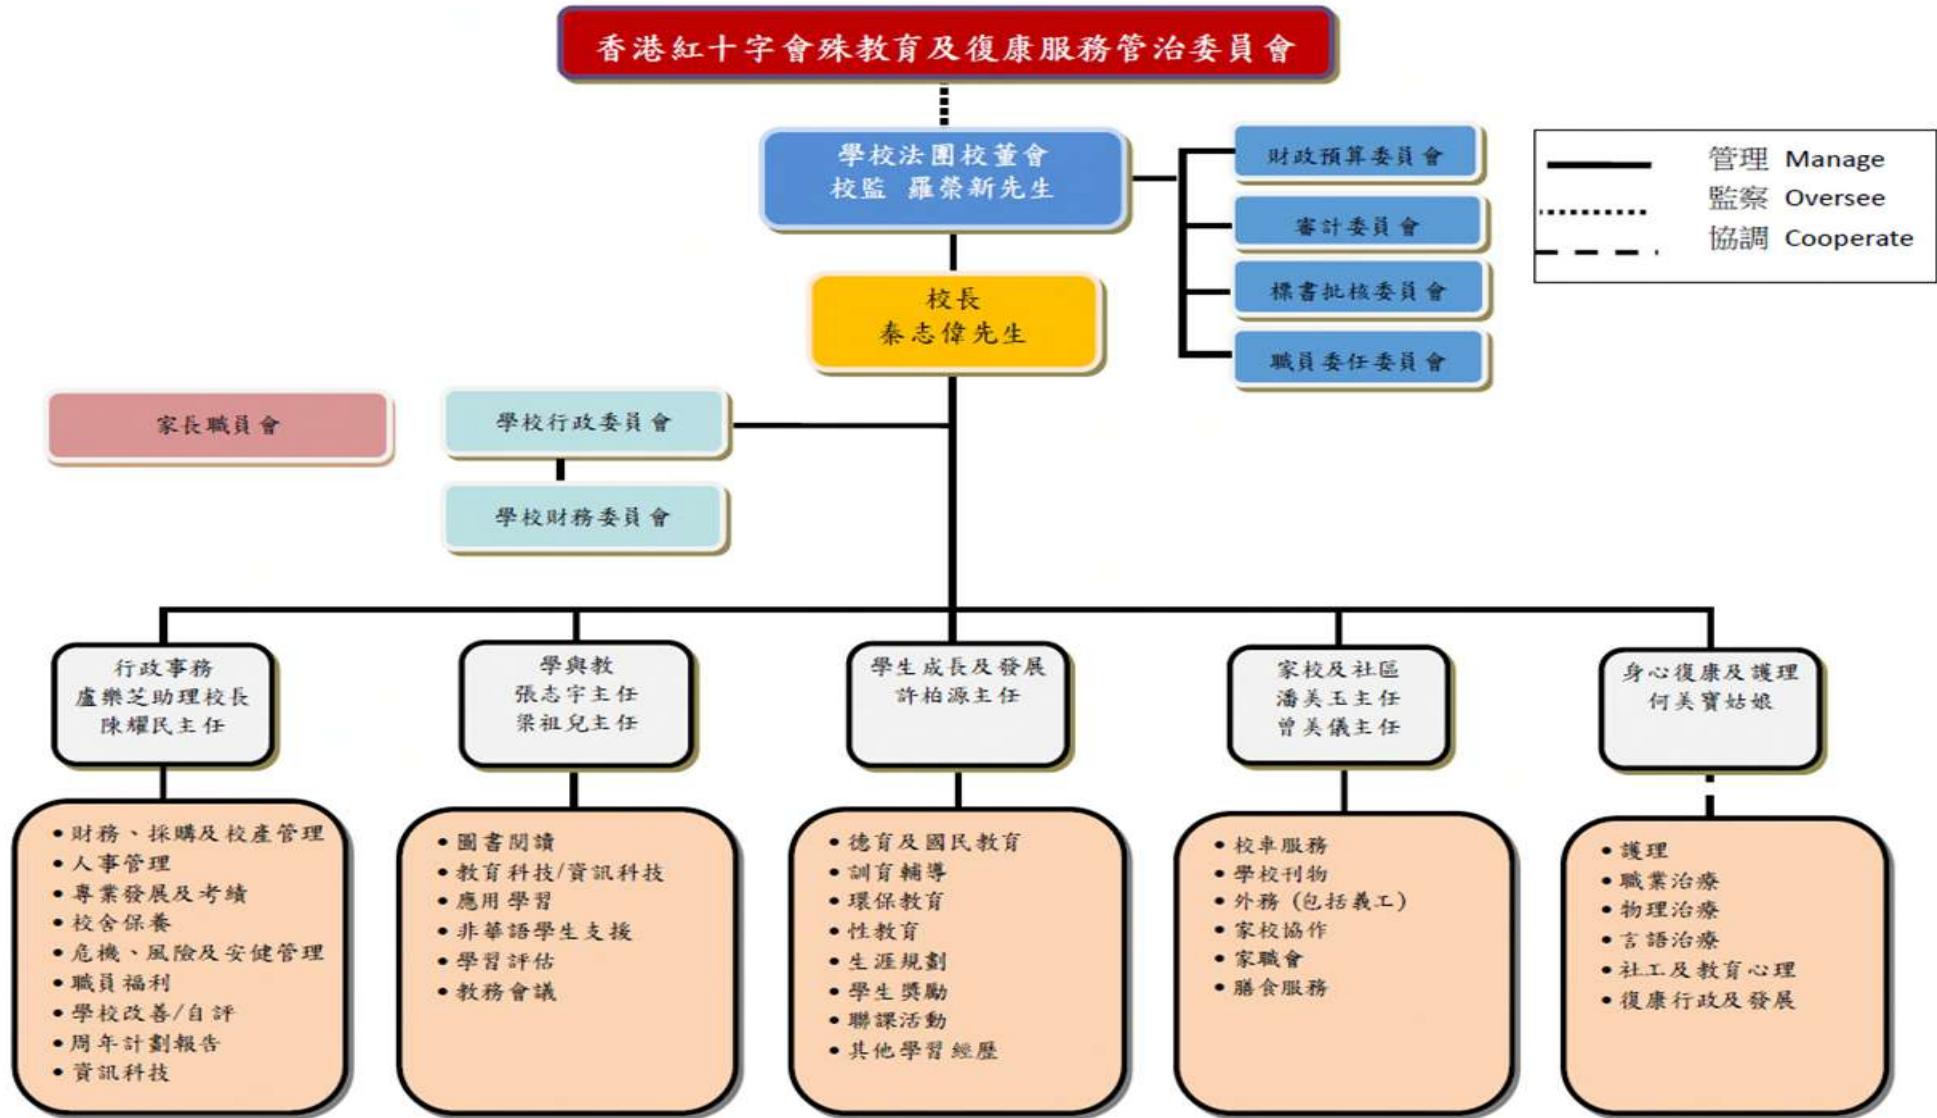 香港紅十字會殊教育及復康服務管治委員會
學校法團校董會
校監 羅榮新先生
財政預算委員會
審計委員會
標書批核委員會
職員委任委員會
管理 Manage
監察 Oversee
協調 Cooperate
校長
秦志偉先生
家長職員會
學校行政委員會
學校財務委員會
行政事務
盧樂芝助理校長
陳耀民主任
學與教
張志宇主任
梁祖兒主任
學生成長及發展
許柏源主任
家校及社區
潘美玉主任
曾美儀主任
身心復康及護理
何美寶姑娘
• 財務、採購及校產管理
• 人事管理
• 專業發展及考績
• 校舍保養
• 危機、風險及安健管理
• 職員福利
• 學校改善/自評
• 周年計劃報告
• 資訊科技
• 圖書閱讀
• 教育科技/資訊科技
• 應用學習
• 非華語學生支援
• 學習評估
• 教務會議
• 德育及國民教育
• 訓育輔導
• 環保教育
• 性教育
• 生涯規劃
• 學生獎勵
• 聯課活動
• 其他學習經歷
• 校車服務
• 學校刊物
• 外務 (包括義工)
• 家校協作
• 家職會
• 膳食服務
• 護理
• 職業治療
• 物理治療
• 言語治療
• 社工及教育心理
• 復康行政及發展